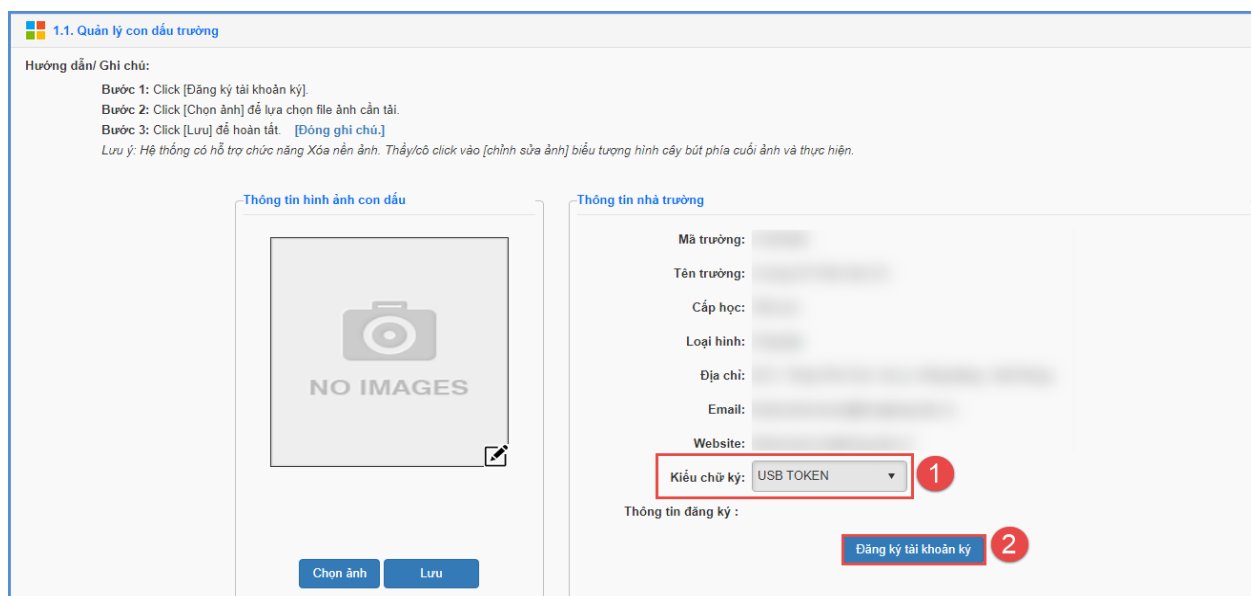 1.1. Quản lý con dấu trường
Hướng dẫn/ Ghi chú:
Bước 1: Click [Đăng ký tài khoản ký].
Bước 2: Click [Chọn ảnh] để lựa chọn file ảnh cần tải.
Bước 3: Click [Lưu] để hoàn tất. [Đóng ghi chú.]
Lưu ý: Hệ thống có hỗ trợ chức năng Xóa nền ảnh. Thầy/cô click vào [chỉnh sửa ảnh] biểu tượng hình cây bút phía cuối ảnh và thực hiện.
Thông tin hình ảnh con dấu
NO IMAGES
Chọn ảnh
Lưu
Thông tin nhà trường
Mã trường:
Tên trường:
Cấp học:
Loại hình:
Địa chỉ:
Email:
Website:
Kiểu chữ ký: USB TOKEN 1
Thông tin đăng ký :
Đăng ký tài khoản ký 2